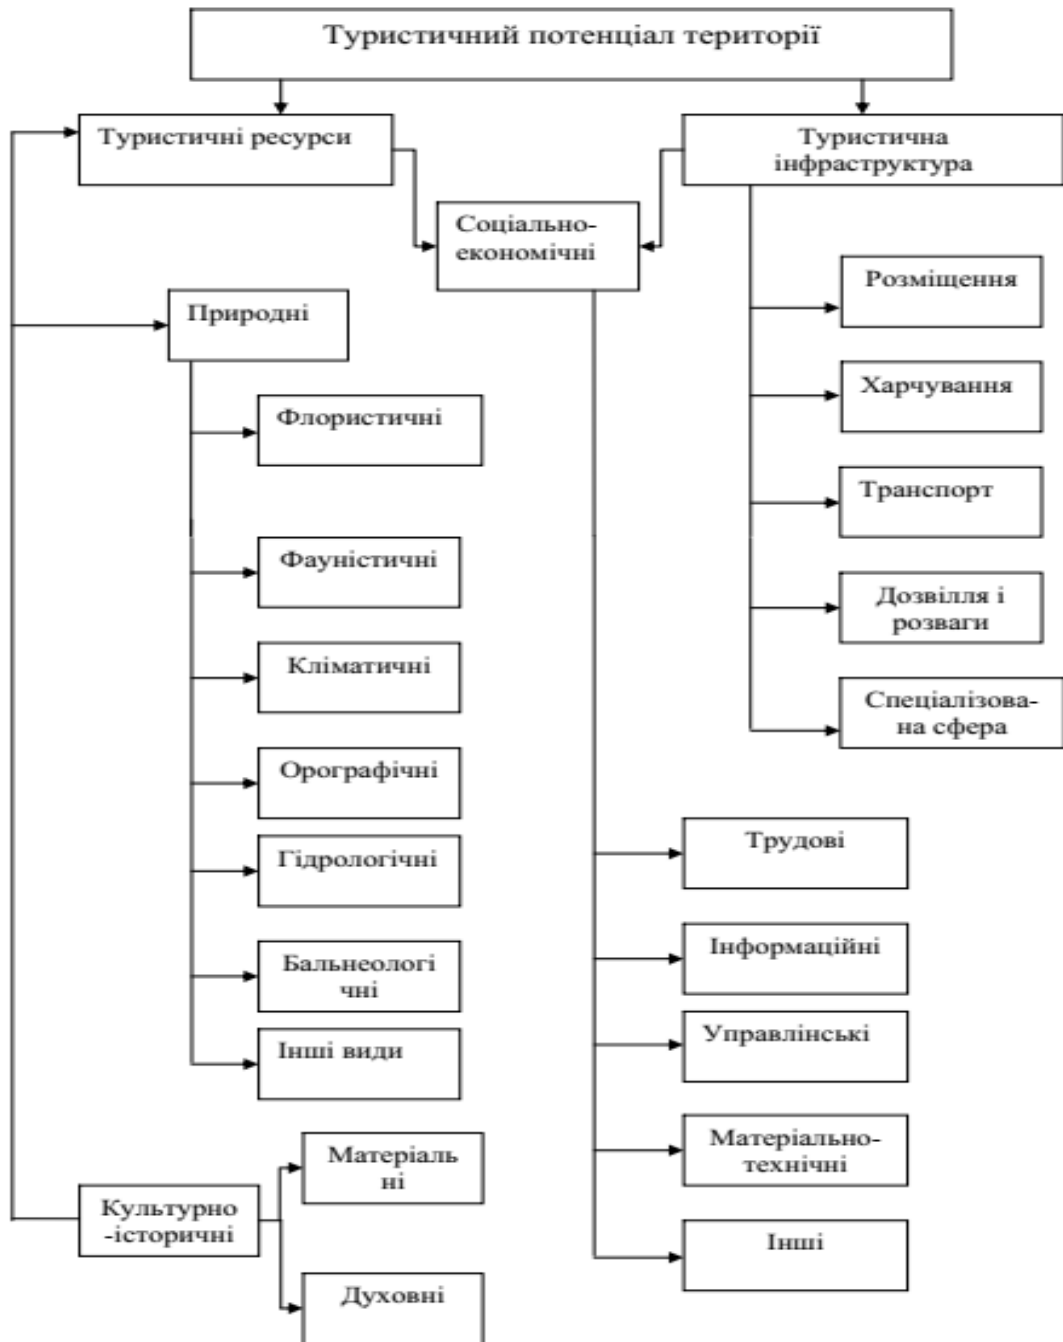 Туристичний потенціал території
Туристичні ресурси
Туристична
інфраструктура
Соціально-
економічні
Розміщення
Природні
Харчування
Флористичні
Транспорт
Фауністичні
Дозвілля і
розваги
Кліматичні
Спеціалізова-
на сфера
Орографічні
Трудові
Гідрологічні
Інформаційні
Бальнеологі
чні
Управлінські
Інші види
Матеріально-
технічні
Матеріаль
ні
Культурно
-історичні
Інші
Духовні